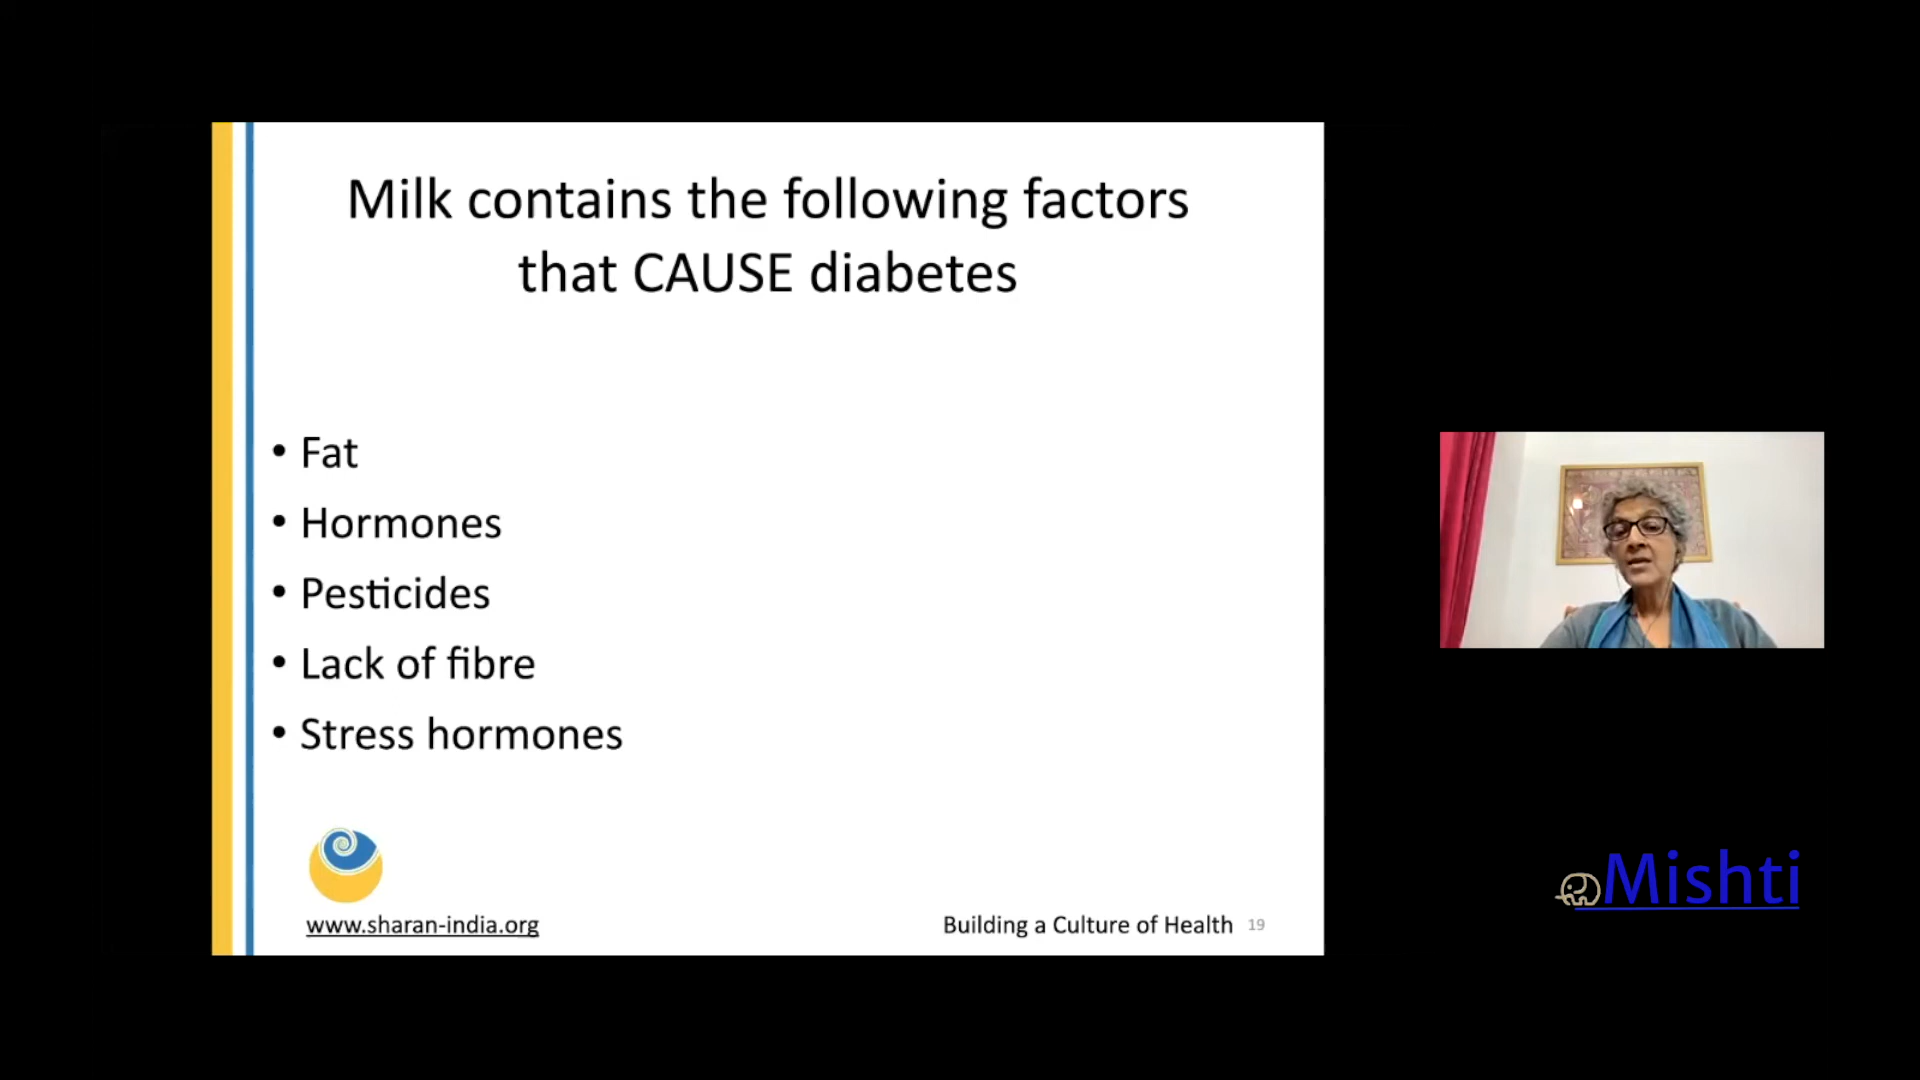 Milk contains the following factors
that CAUSE diabetes
• Fat
• Hormones
• Pesticides
• Lack of fibre
• Stress hormones
www.sharan-india.org
Building a Culture of Health 19
Mishti